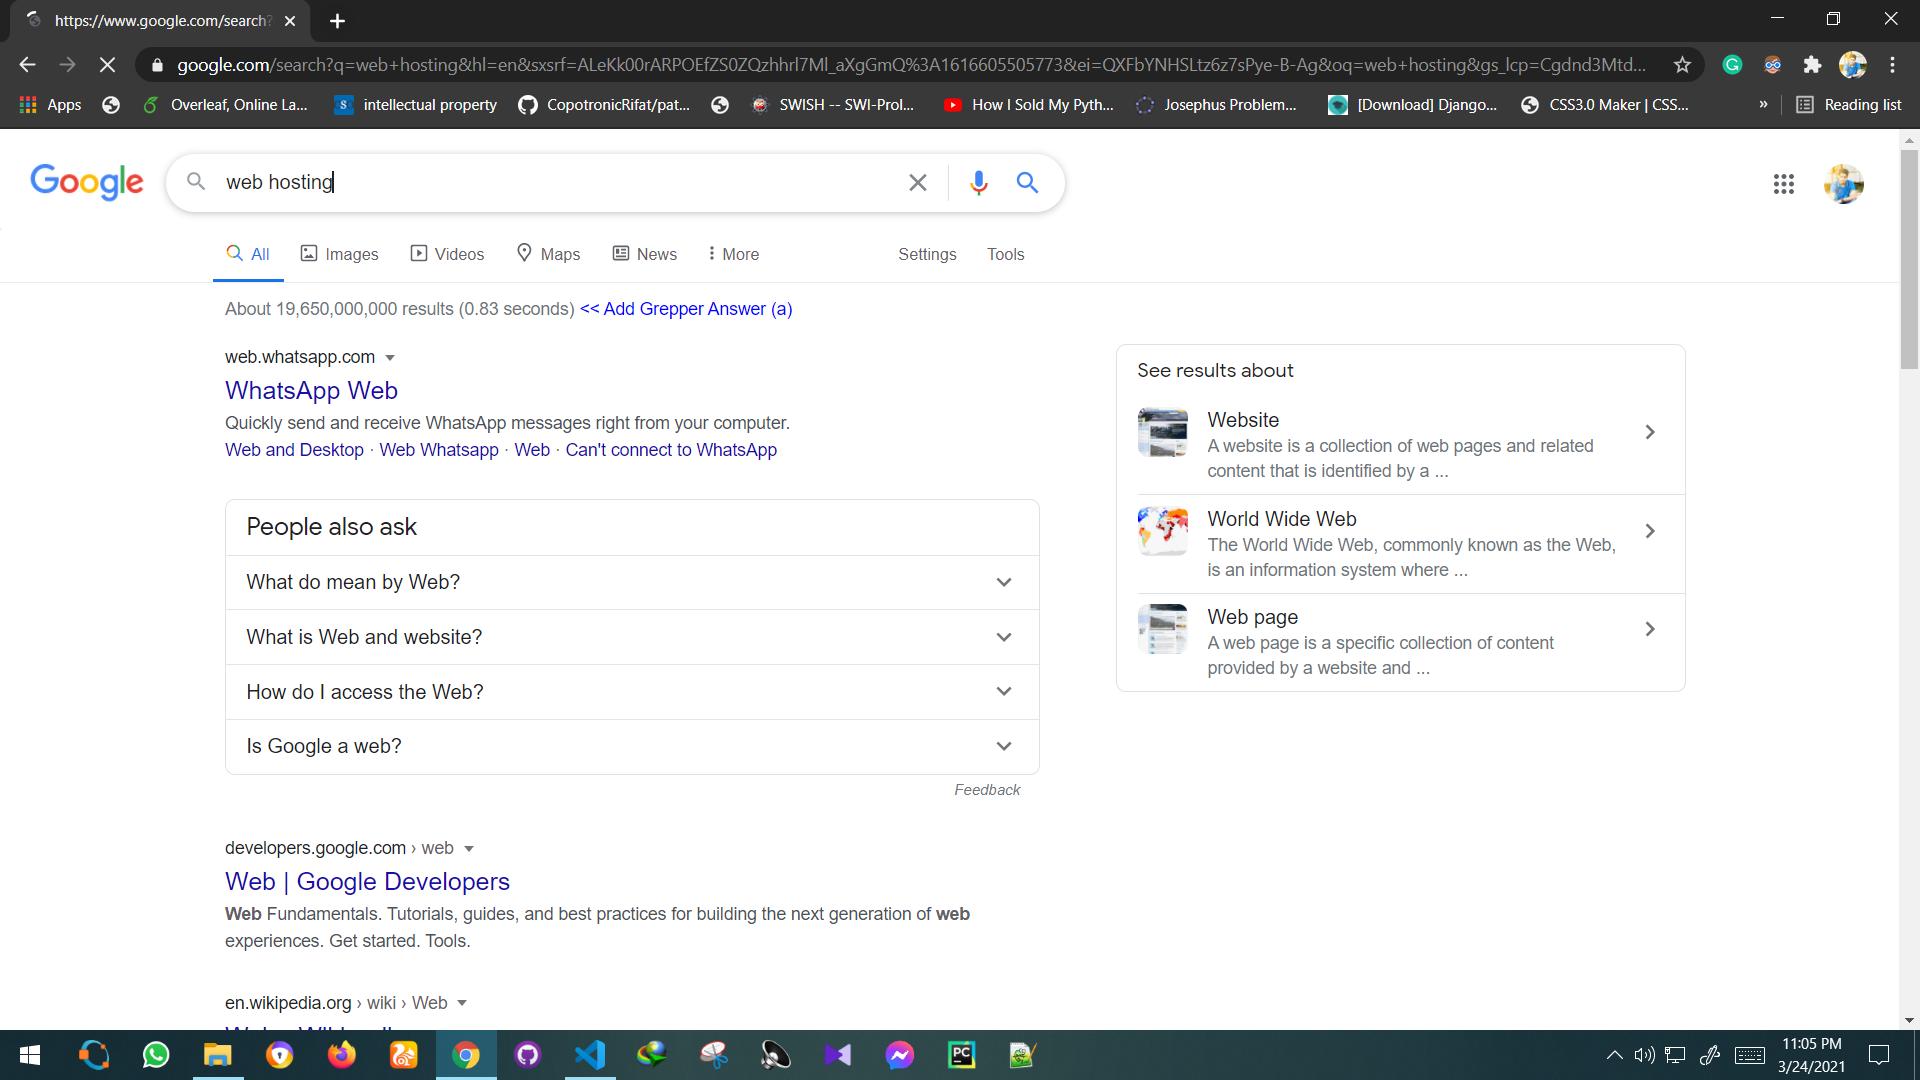 https://www.google.com/search?
google.com/search?q=web+hosting&hl=en&sxsrf=ALeKk00rARPOEfZS0ZQzhhrl7Ml_aXgGmQ%3A1616605505773&ei=QXFbYNHSLtz6z7sPye-B-Ag&oq=web+hosting&gs_lcp=Cgdnd3Mtd...
Apps
Overleaf, Online La...
intellectual property
CopotronicRifat/pat...
SWISH -- SWI-Prol...
How I Sold My Pyth...
Josephus Problem...
[Download] Django...
CSS3.0 Maker | CSS...
»
Reading list
Google
web hosting
All
Images
Videos
Maps
News
More
Settings
Tools
About 19,650,000,000 results (0.83 seconds) << Add Grepper Answer (a)
web.whatsapp.com
WhatsApp Web
Quickly send and receive WhatsApp messages right from your computer.
Web and Desktop · Web Whatsapp · Web · Can't connect to WhatsApp
People also ask
What do mean by Web?
What is Web and website?
How do I access the Web?
Is Google a web?
Feedback
developers.google.com › web
Web | Google Developers
Web Fundamentals. Tutorials, guides, and best practices for building the next generation of web
experiences. Get started. Tools.
en.wikipedia.org › wiki › Web
See results about
Website
A website is a collection of web pages and related
content that is identified by a ...
World Wide Web
The World Wide Web, commonly known as the Web,
is an information system where ...
Web page
A web page is a specific collection of content
provided by a website and ...
PC
11:05 PM
3/24/2021